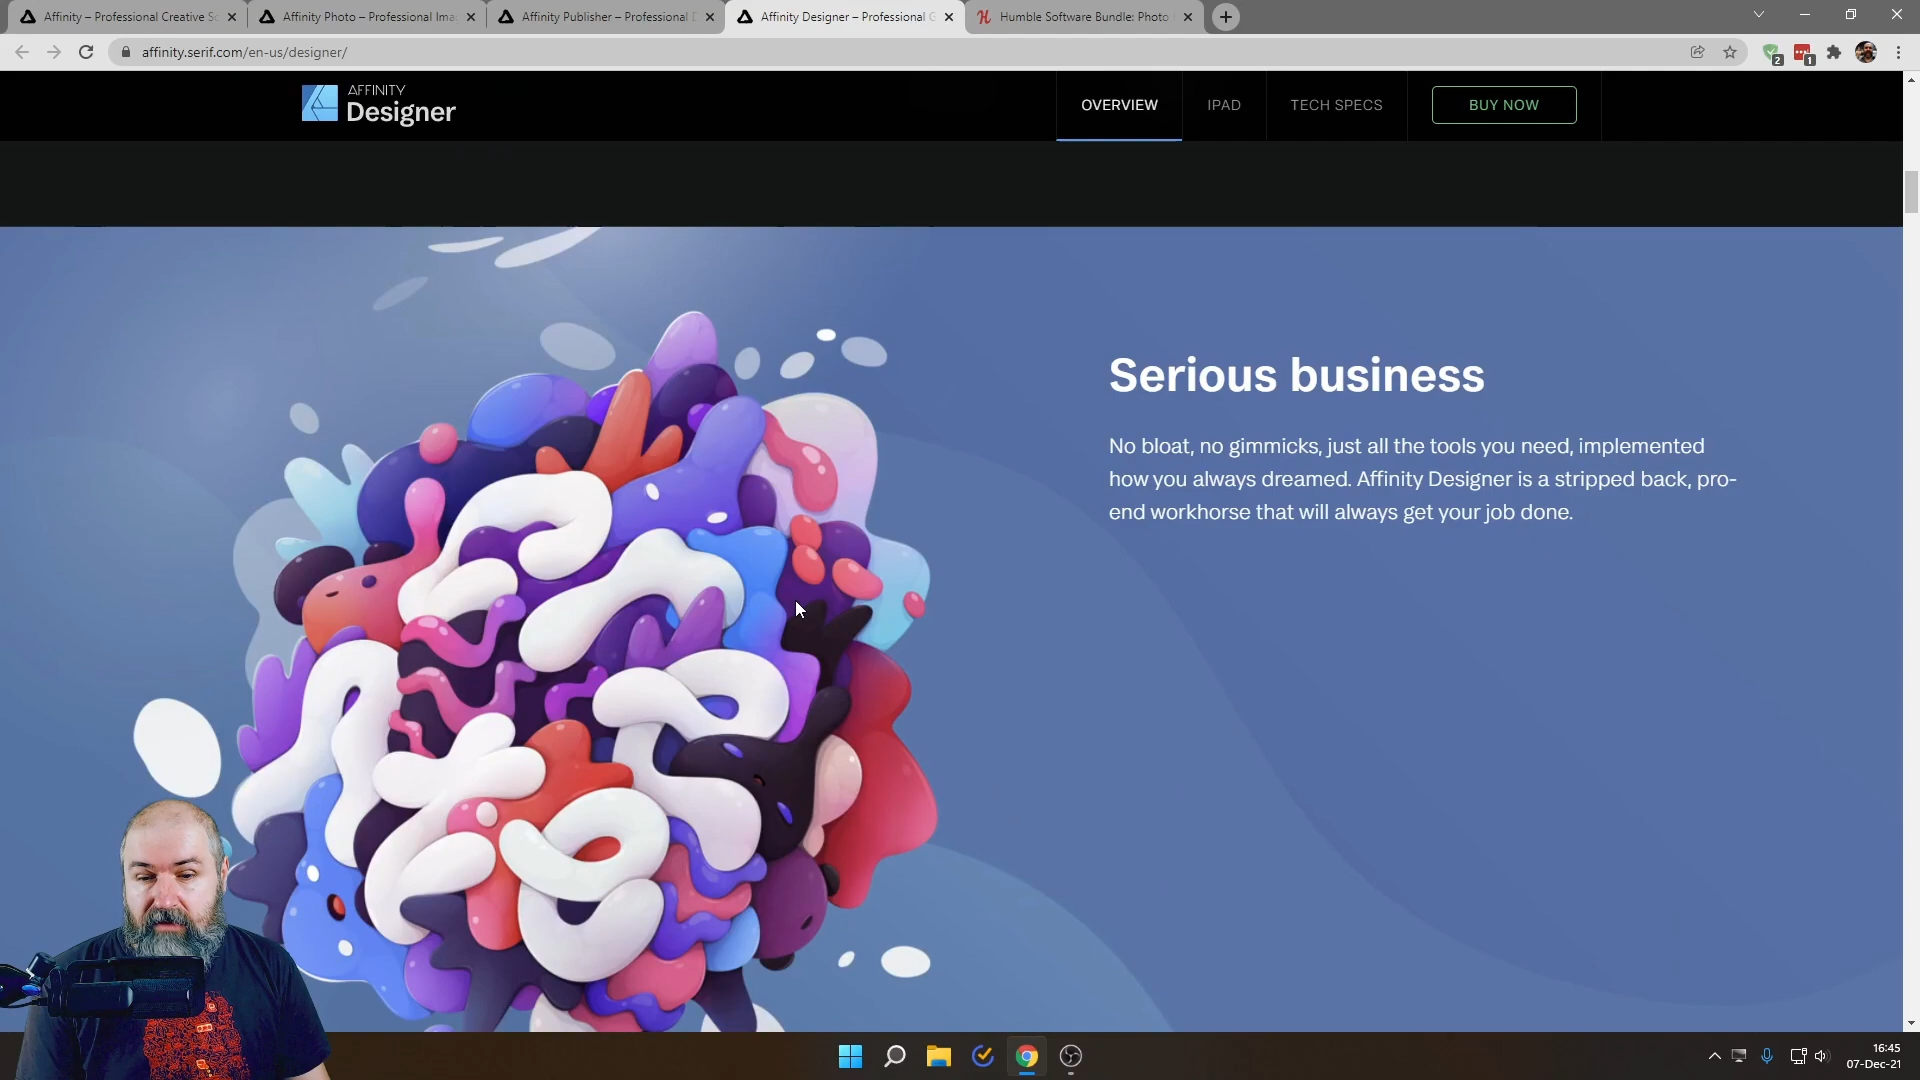 Affinity – Professional Creative So
Affinity Photo – Professional Ima
Affinity Publisher – Professional
Affinity Designer – Professional G
Humble Software Bundle: Photo
affinity.serif.com/en-us/designer/
2
1
AFFINITY
Designer
OVERVIEW
IPAD
TECH SPECS
BUY NOW
Serious business
No bloat, no gimmicks, just all the tools you need, implemented
how you always dreamed. Affinity Designer is a stripped back, pro-
end workhorse that will always get your job done.
16:45
07-Dec-21